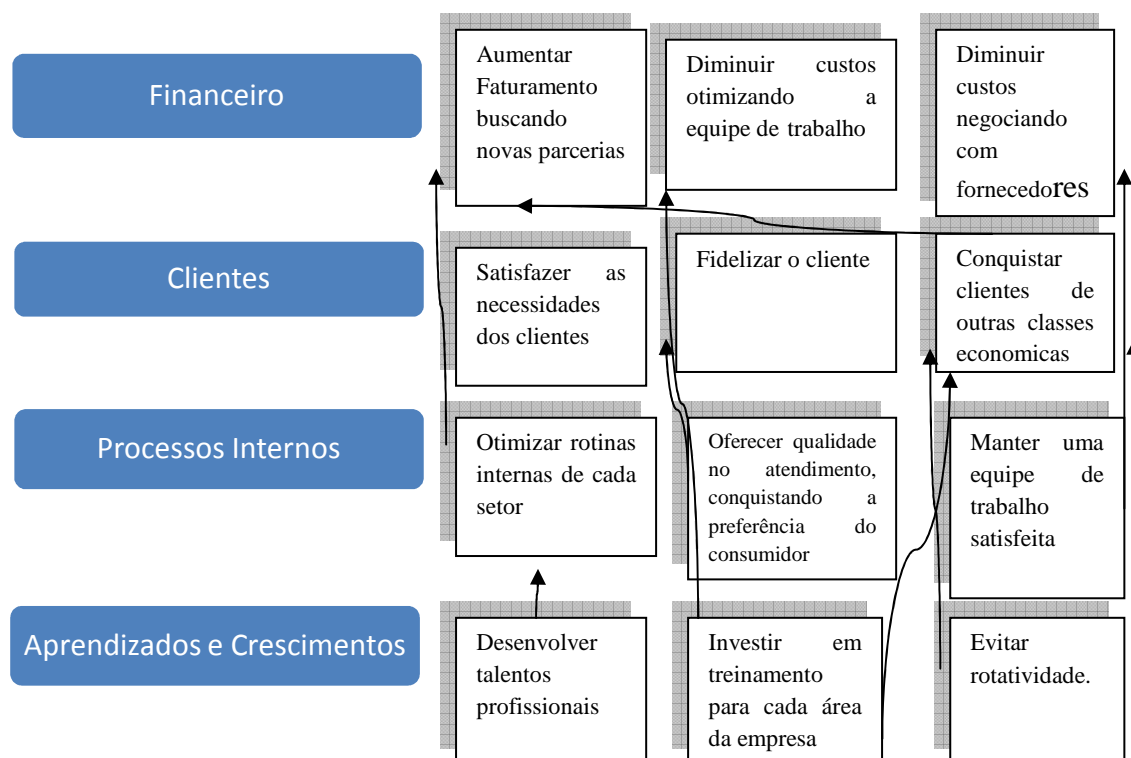 Financeiro
Aumentar
Faturamento
buscando
novas parcerias
Diminuir custos
otimizando a
equipe de trabalho
Diminuir
custos
negociando
com
fornecedores
Clientes
Satisfazer as
necessidades
dos clientes
Fidelizar o cliente
Conquistar
clientes de
outras classes
economicas
Processos Internos
Otimizar rotinas
internas de cada
setor
Oferecer qualidade
no atendimento,
conquistando a
preferência do
consumidor
Manter uma
equipe de
trabalho
satisfeita
Aprendizados e Crescimentos
Desenvolver
talentos
profissionais
Investir em
treinamento
para cada área
da empresa
Evitar
rotatividade.